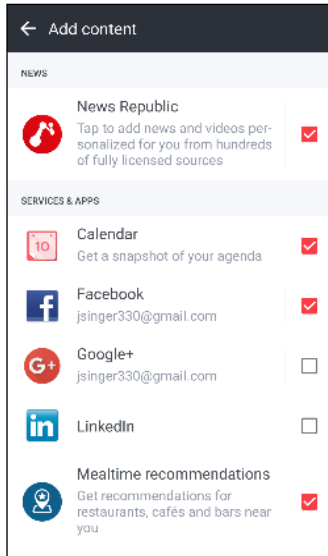 Add content
NEWS
News Republic
Tap to add news and videos per-
sonalized for you from hundreds
of fully licensed sources
SERVICES & APPS
10
Calendar
Get a snapshot of your agenda
f
Facebook
jsinger330@gmail.com
G+
Google+
jsinger330@gmail.com
in
LinkedIn
Mealtime recommendations
Get recommendations for
restaurants, cafés and bars near
you